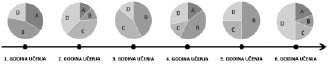 A
D
B
D
A
B
C
D
B
C
D
A
B
C
D
B
C
D
A
B
C
1. GODINA UČENJA
2. GODINA UČENJA
3. GODINA UČENJA
4. GODINA UČENJA
5. GODINA UČENJA
6. GODINA UČENJA